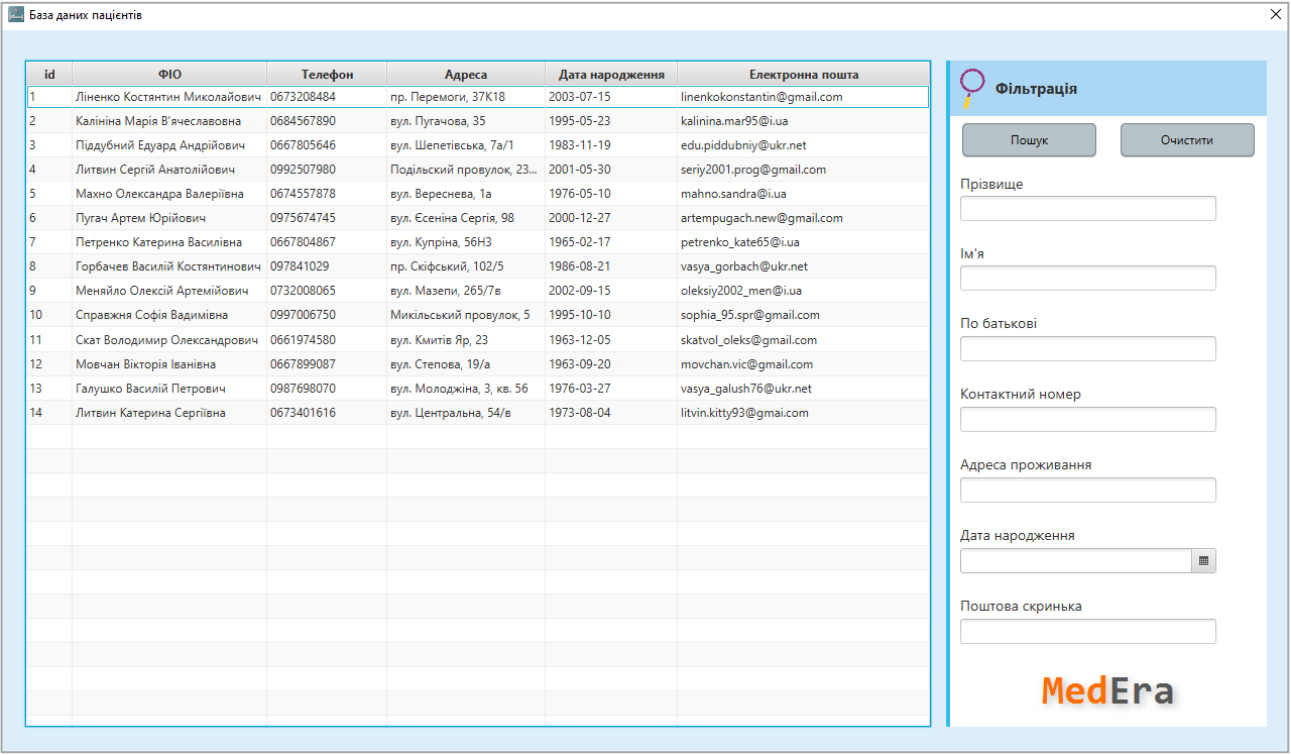 База даних пацієнтів
id ФІО Телефон Адреса Дата народження Електронна пошта
1 Ліненко Костянтин Миколайович 0673208484 пр. Перемоги, 37К18 2003-07-15 linenkokonstantin@gmail.com
2 Калініна Марія В'ячеславовна 0684567890 вул. Пугачова, 35 1995-05-23 kalinina.mar95@i.ua
3 Піддубний Едуард Андрійович 0667805646 вул. Шепетівська, 7а/1 1983-11-19 edu.piddubniy@ukr.net
4 Литвин Сергій Анатолійович 0992507980 Подільский провулок, 23... 2001-05-30 seriy2001.prog@gmail.com
5 Махно Олександра Валеріївна 0674557878 вул. Вереснева, 1а 1976-05-10 mahno.sandra@i.ua
6 Пугач Артем Юрійович 0975674745 вул. Єсеніна Сергія, 98 2000-12-27 artempugach.new@gmail.com
7 Петренко Катерина Василівна 0667804867 вул. Купріна, 56Н3 1965-02-17 petrenko_kate65@i.ua
8 Горбачев Василій Костянтинович 097841029 пр. Скіфський, 102/5 1986-08-21 vasya_gorbach@ukr.net
9 Меняйло Олексій Артемійович 0732008065 вул. Мазепи, 265/7в 2002-09-15 oleksiy2002_men@i.ua
10 Справжня Софія Вадимівна 0997006750 Микільський провулок, 5 1995-10-10 sophia_95.spr@gmail.com
11 Скат Володимир Олександрович 0661974580 вул. Кмитів Яр, 23 1963-12-05 skatvol_oleks@gmail.com
12 Мовчан Вікторія Іванівна 0667899087 вул. Степова, 19/а 1963-09-20 movchan.vic@gmail.com
13 Галушко Василій Петрович 0987698070 вул. Молоджіна, 3, кв. 56 1976-03-27 vasya_galush76@ukr.net
14 Литвин Катерина Сергіївна 0673401616 вул. Центральна, 54/в 1973-08-04 litvin.kitty93@gmai.com
Фільтрація
Пошук Очистити
Прізвище
Ім'я
По батькові
Контактний номер
Адреса проживання
Дата народження
Поштова скринька
MedEra